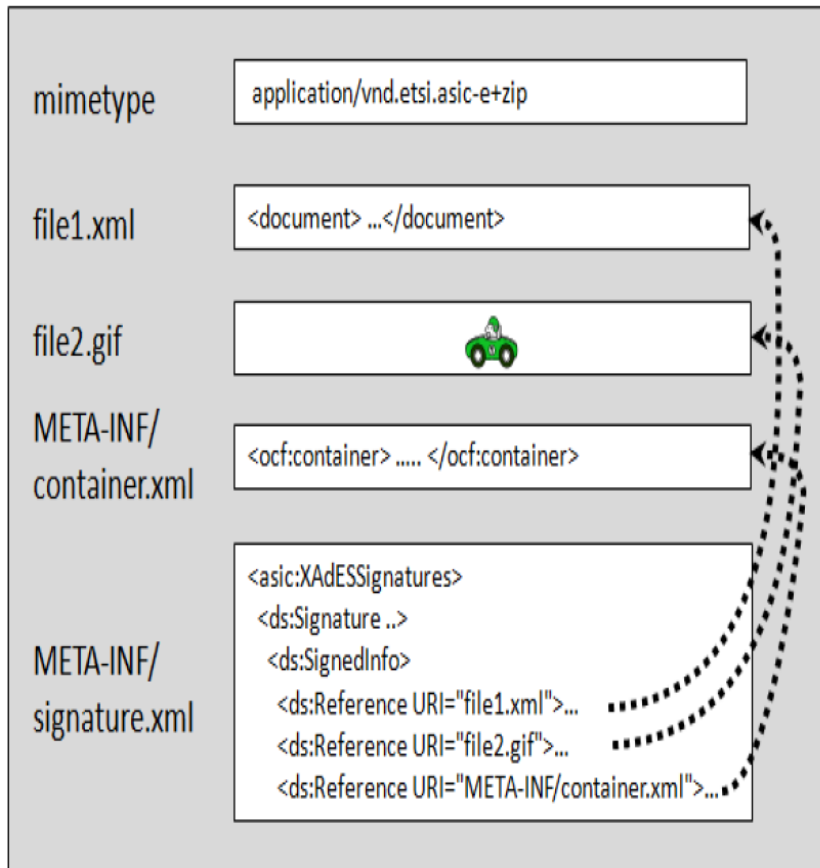 mimetype
application/vnd.etsi.asic-e+zip
file1.xml
<document> ...</document>
file2.gif
META-INF/
container.xml
<ocf:container> ..... </ocf:container>
META-INF/
signature.xml
<asic:XAdESSignatures>
<ds:Signature ..>
<ds:SignedInfo>
<ds:Reference URI="file1.xml">...
<ds:Reference URI="file2.gif">...
<ds:Reference URI="META-INF/container.xml">...